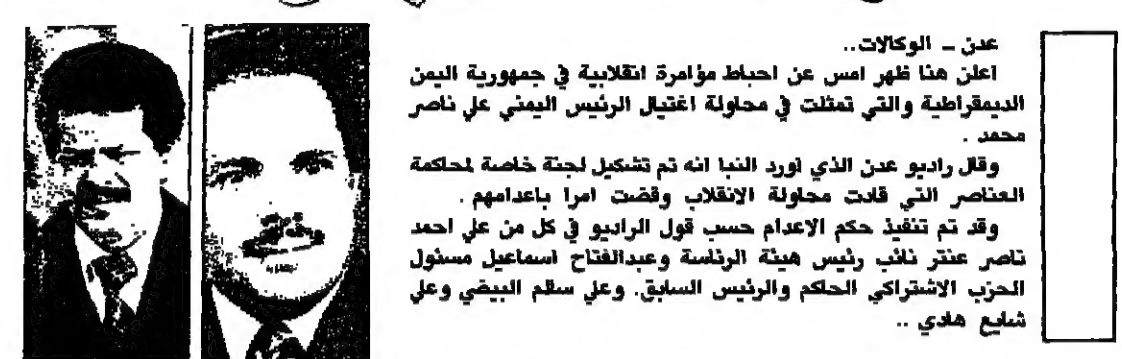 عدن ـ الوكالات..
اعلن هنا ظهر امس عن احباط مؤامرة انقلابية في جمهورية اليمن
الديمقراطية والتي تمثلت في محاولة اغتيال الرئيس اليمني علي ناصر
محمد .
وقال راديو عدن الذي اورد النبا انه تم تشكيل لجنة خاصة لمحاكمة
العناصر التي قادت محاولة الانقلاب وقضت امرا باعدامهم .
وقد تم تنفيذ حكم الاعدام حسب قول الراديو في كل من علي احمد
ناصر عنتر نائب رئيس هيئة الرئاسة وعبدالفتاح اسماعيل مسئول
الحزب الاشتراكي الحاكم والرئيس السابق. وعلي سالم البيضي وعلي
شايع هادي ..